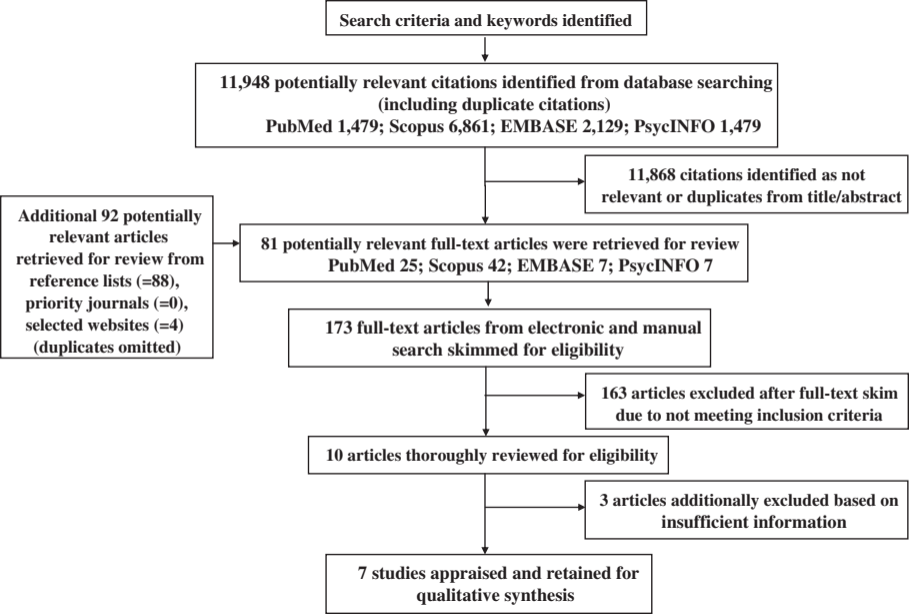 Search criteria and keywords identified
11,948 potentially relevant citations identified from database searching
(including duplicate citations)
PubMed 1,479; Scopus 6,861; EMBASE 2,129; PsycINFO 1,479
11,868 citations identified as not
relevant or duplicates from title/abstract
Additional 92 potentially
relevant articles
retrieved for review from
reference lists (=88),
priority journals (=0),
selected websites (=4)
(duplicates omitted)
81 potentially relevant full-text articles were retrieved for review
PubMed 25; Scopus 42; EMBASE 7; PsycINFO 7
173 full-text articles from electronic and manual
search skimmed for eligibility
163 articles excluded after full-text skim
due to not meeting inclusion criteria
10 articles thoroughly reviewed for eligibility
3 articles additionally excluded based on
insufficient information
7 studies appraised and retained for
qualitative synthesis